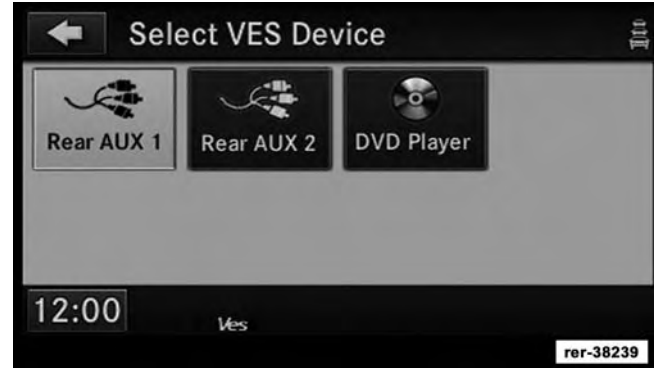 Select VES Device
Rear AUX 1 Rear AUX 2 DVD Player
12:00
Ves
rer-38239